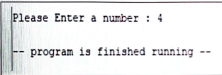 Please Enter a number : 4
-- program is finished running --